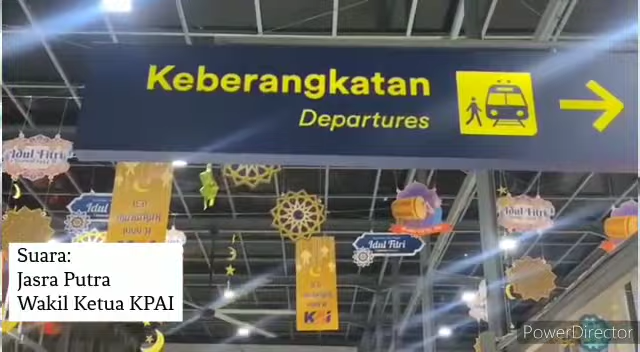 Keberangkatan
Departures
Idul Fitri
Idul Fitri
Idul Fitri
Idul Fitri
KAI
Suara:
Jasra Putra
Wakil Ketua KPAI
PowerDirector